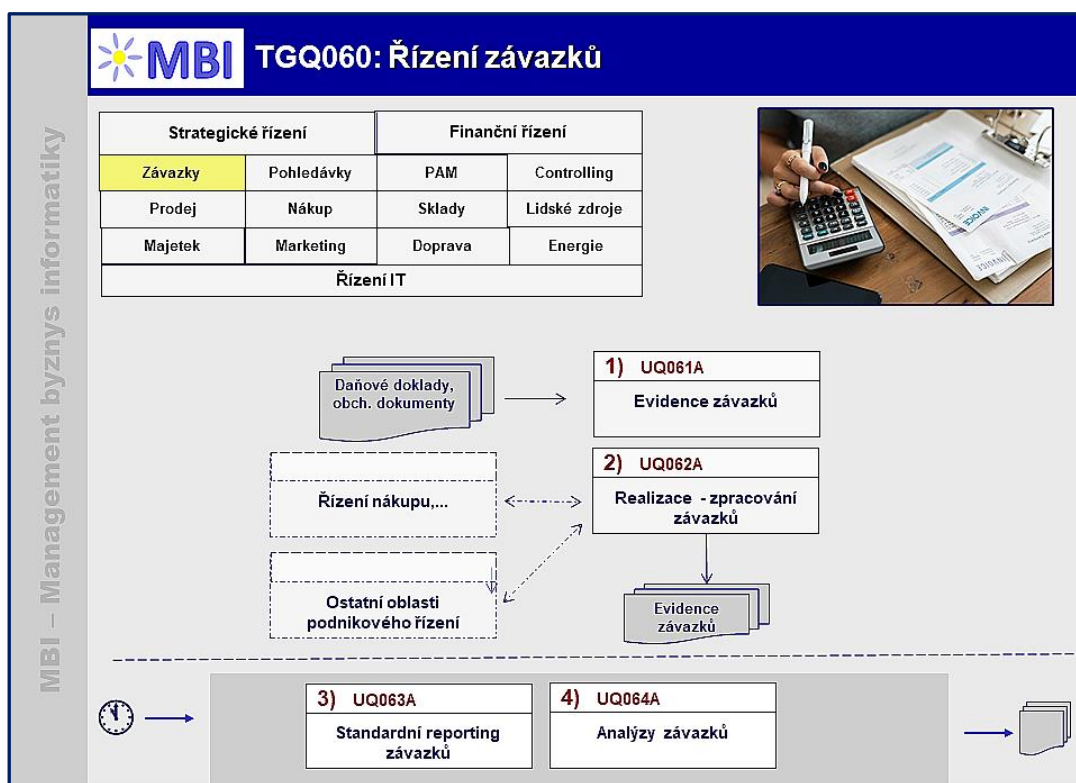 MBI – Management byznys informatiky
MBI
TGQ060: Řízení závazků
Strategické řízení
Finanční řízení
Závazky
Pohledávky
PAM
Controlling
Prodej
Nákup
Sklady
Lidské zdroje
Majetek
Marketing
Doprava
Energie
Řízení IT
INVOICE
INVOICE
Daňové doklady,
obch. dokumenty
1) UQ061A
Evidence závazků
2) UQ062A
Realizace - zpracování
závazků
Řízení nákupu,...
Ostatní oblasti
podnikového řízení
Evidence
závazků
3) UQ063A
Standardní reporting
závazků
4) UQ064A
Analýzy závazků